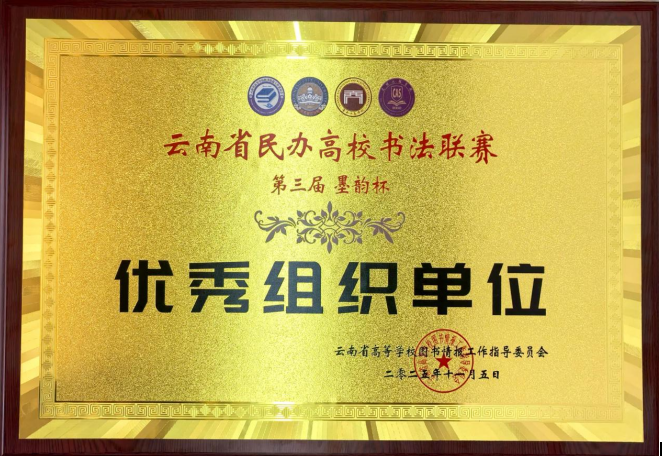 云南省民办高校书法联赛
第三届 墨韵杯
优秀组织单位
云南省高等学校图书情报工作指导委员会
二零二五年十一月五日